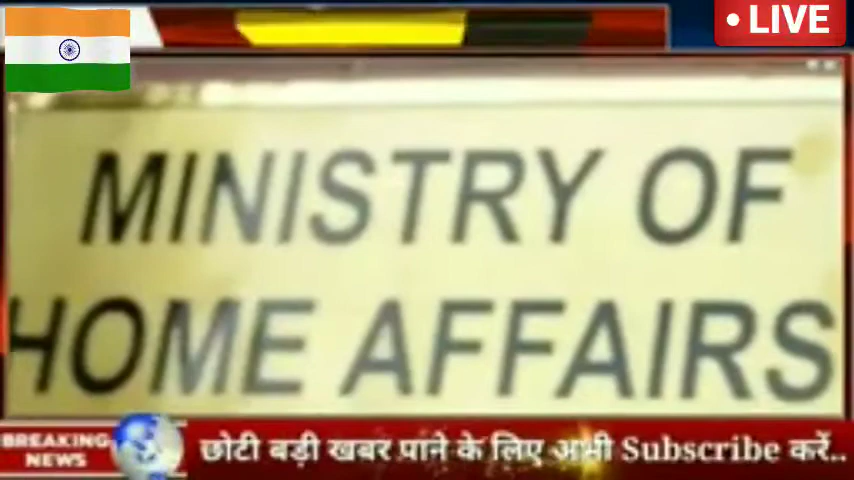 • LIVE
MINISTRY OF
HOME AFFAIRS
BREAKING
NEWS
छोटी बड़ी खबर पाने के लिए अभी Subscribe करें..